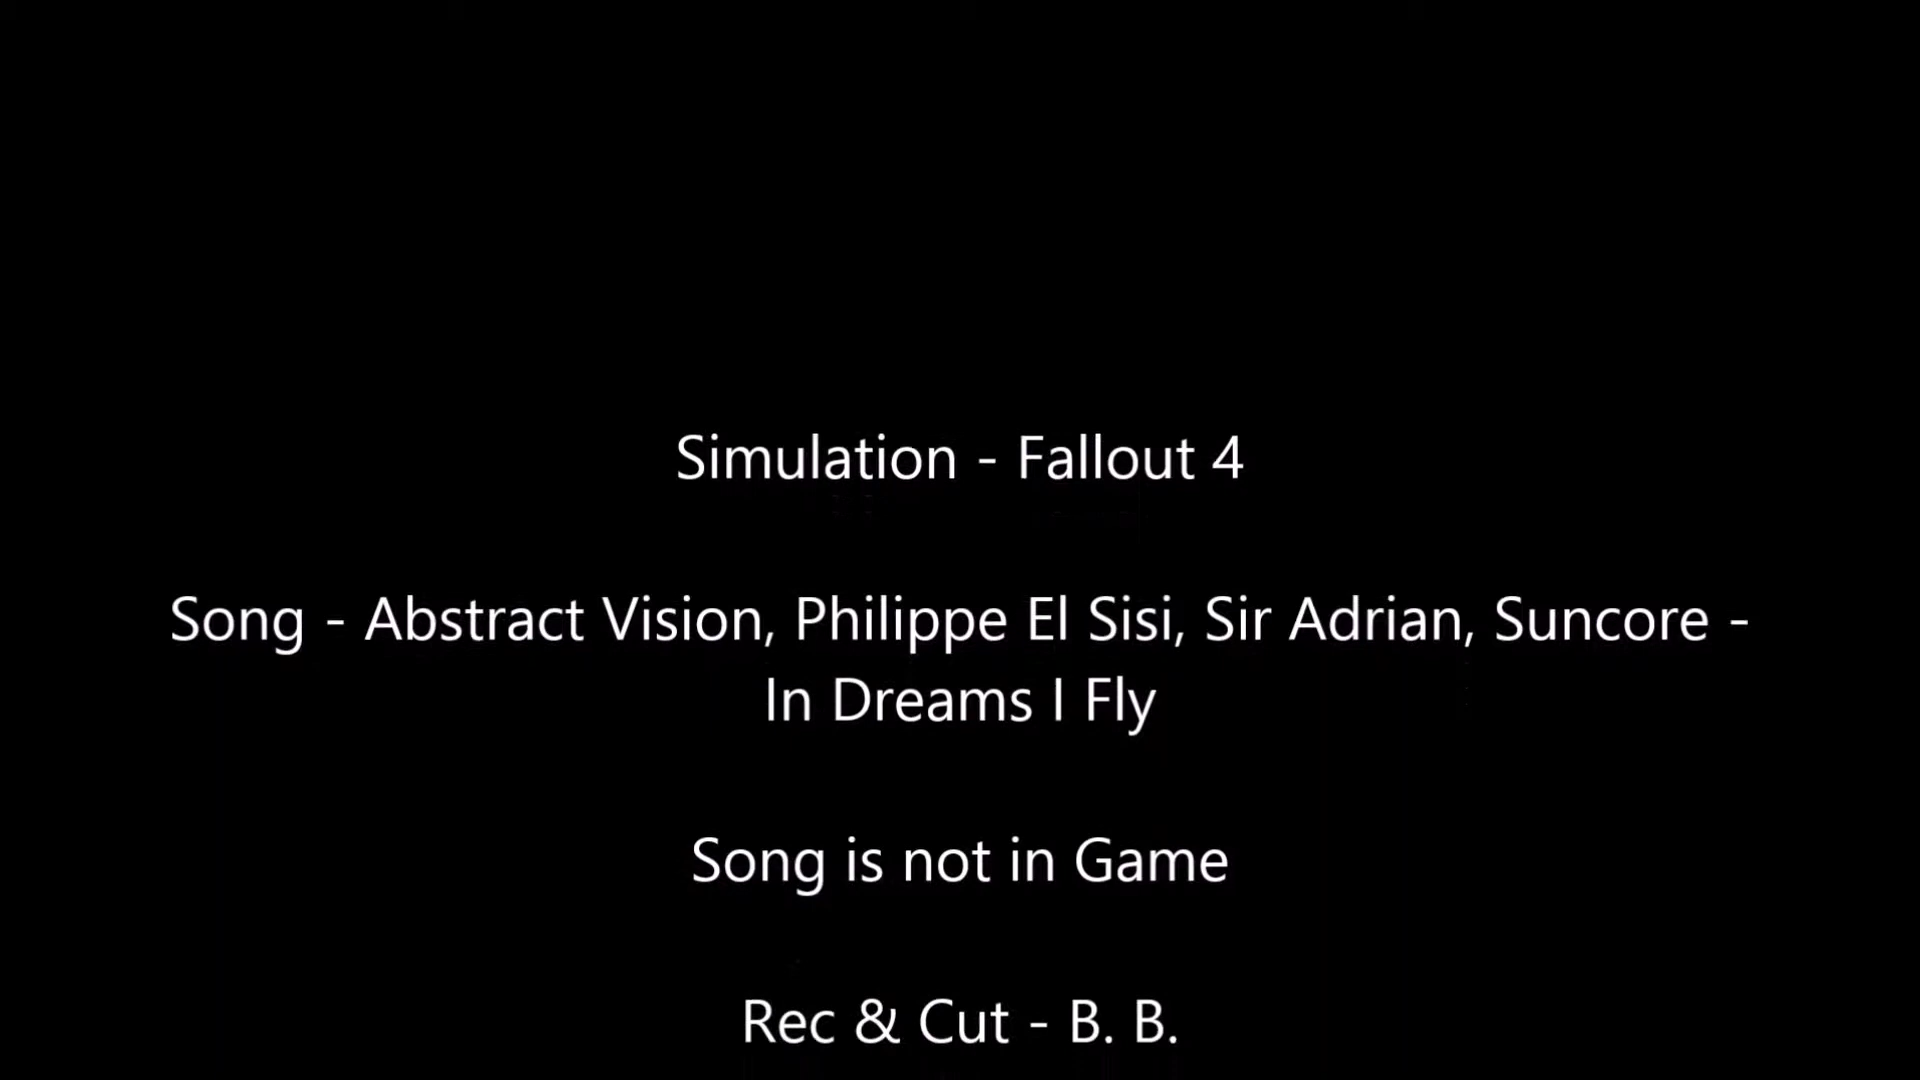 Simulation - Fallout 4
Song - Abstract Vision, Philippe El Sisi, Sir Adrian, Suncore -
In Dreams I Fly
Song is not in Game
Rec & Cut - B. B.